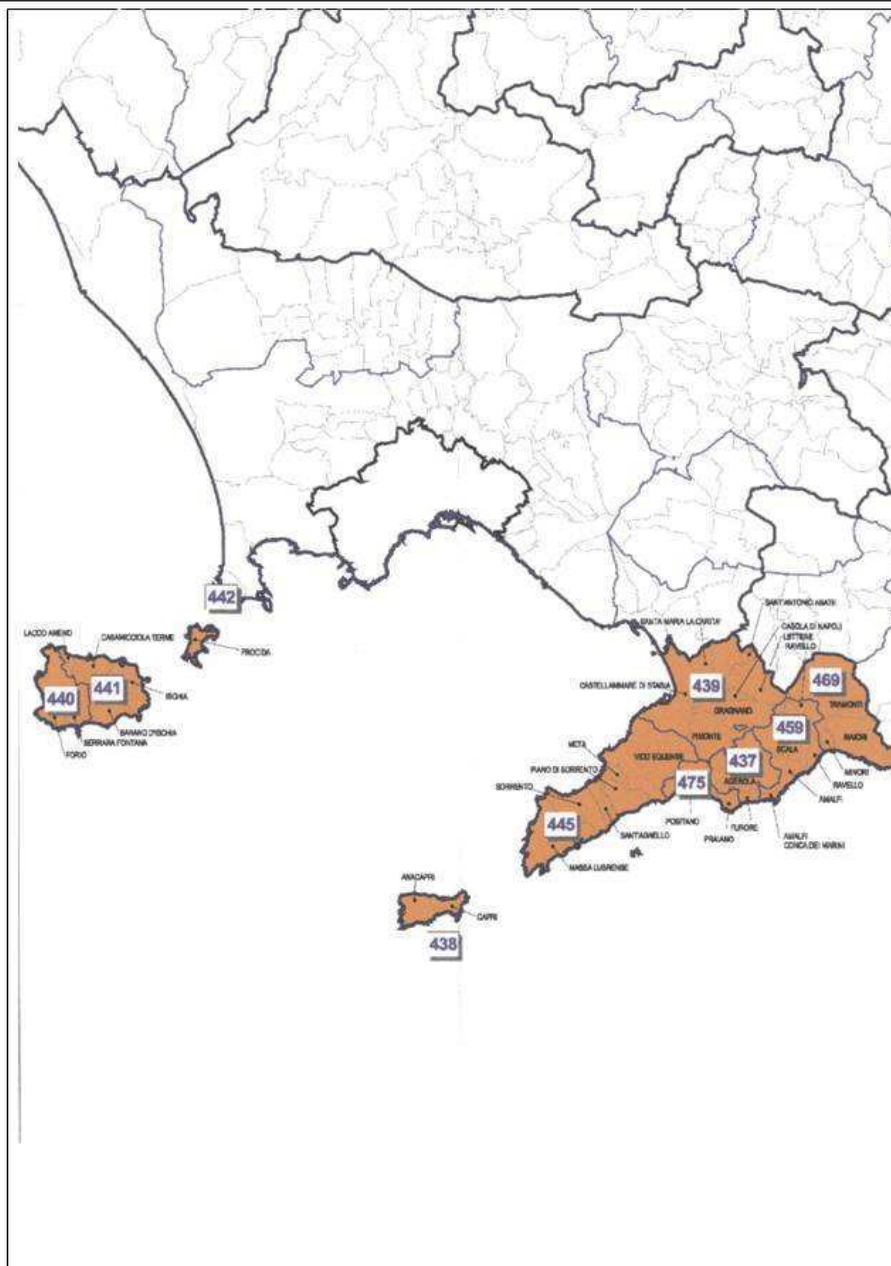 442
SANT'ANTONIO ABATE
SANTA MARIA LA CARITA'
CASOLA DI NAPOLI
LETTERE
RAVELLO
LACCO AMENO
CASAMICCIOLA TERME
PROCIDA
ISCHIA
CASTELLAMMARE DI STABIA
439
469
440
441
GRAGNANO
TRAMONTI
BARANO D'ISCHIA
SERRARA FONTANA
FORIO
459
PIMONTE
MAIORI
META
SCALA
VICO EQUENSE
437
MINORI
PIANO DI SORRENTO
475
AGEROLA
RAVELLO
SORRENTO
AMALFI
POSITANO
445
SANT'AGNELLO
FURORE
PRAIANO
AMALFI
CONCA DEI MARINI
MASSA LUBRENSE
ANACAPRI
CAPRI
438